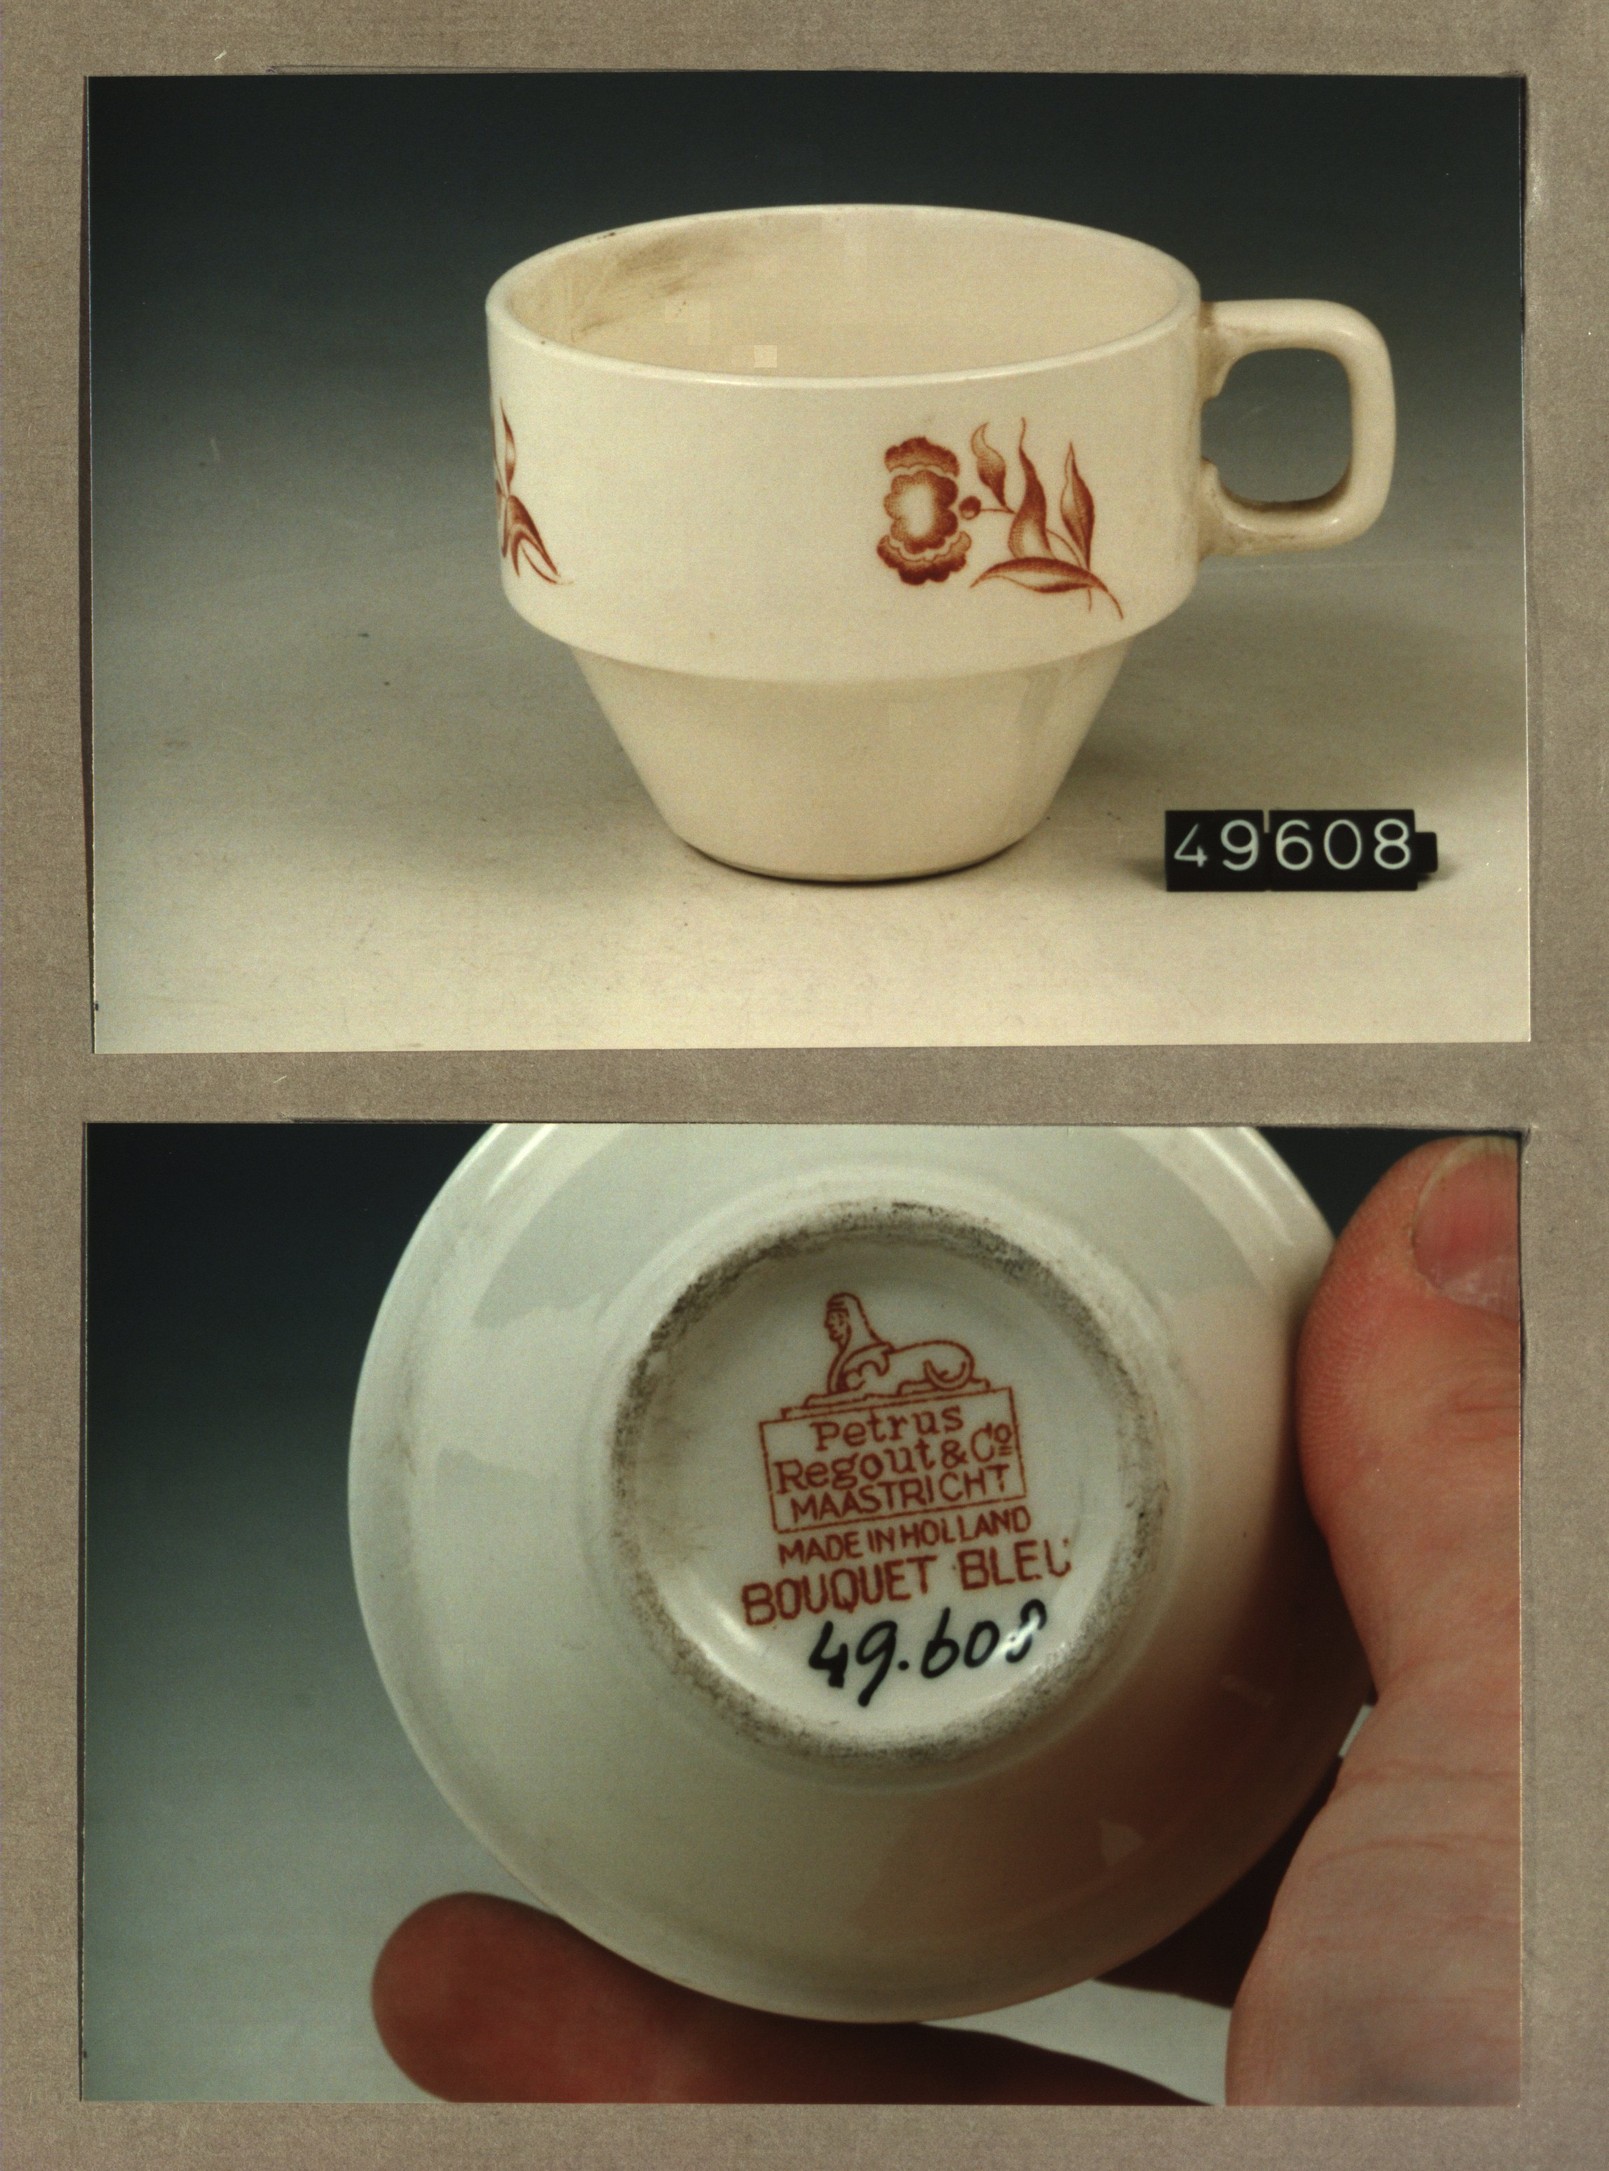 49608
Petrus
Regout & Co
MAASTRICHT
MADE IN HOLLAND
BOUQUET BLEU
49.608